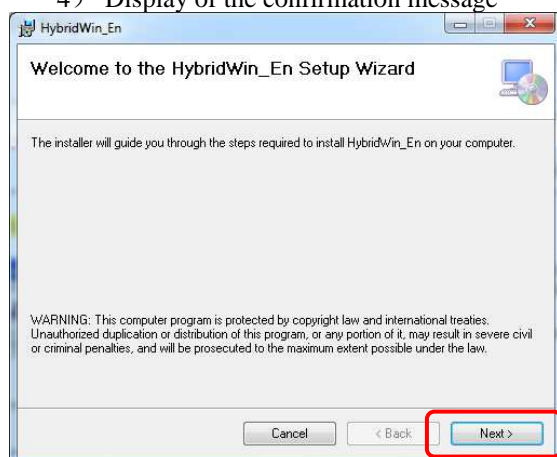 4) Display of the confirmation message
HybridWin_En
Welcome to the HybridWin_En Setup Wizard
The installer will guide you through the steps required to install HybridWin_En on your computer.
WARNING: This computer program is protected by copyright law and international treaties.
Unauthorized duplication or distribution of this program, or any portion of it, may result in severe civil
or criminal penalties, and will be prosecuted to the maximum extent possible under the law.
Cancel < Back Next >